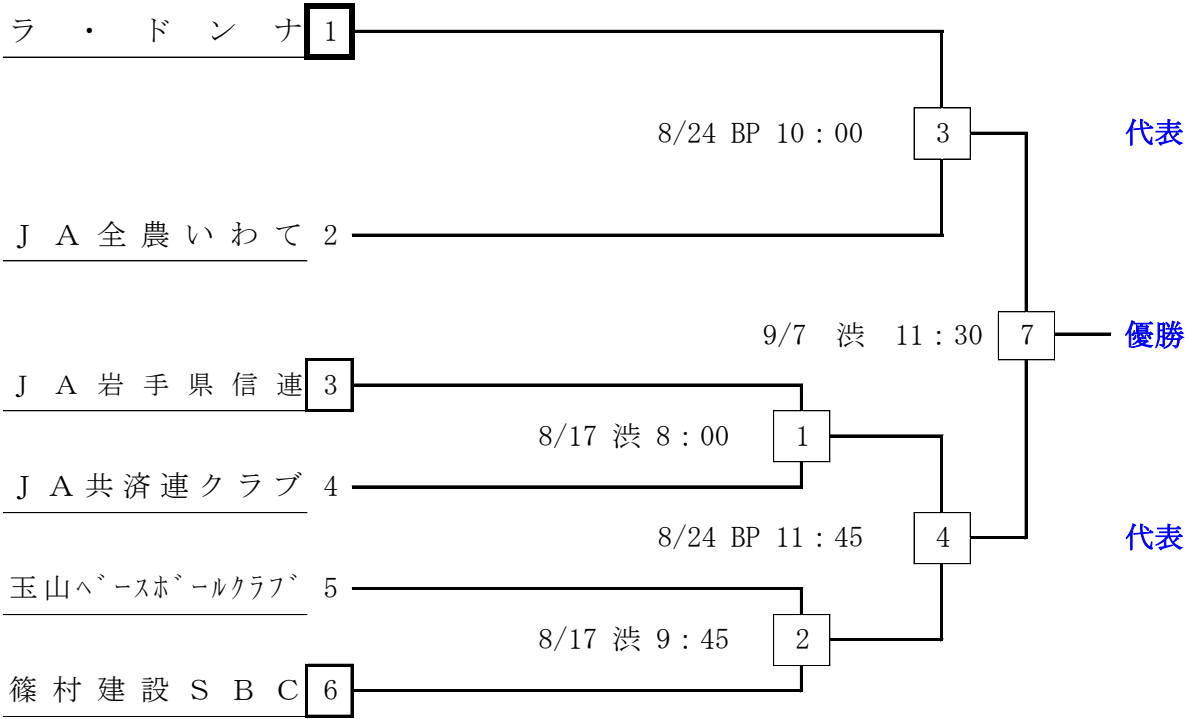 ラ・ドンナ 1
8/24 BP 10：00 3 代表
ＪＡ全農いわて 2
9/7 渋 11：30 7 優勝
ＪＡ岩手県信連 3
8/17 渋 8：00 1
ＪＡ共済連クラブ 4
8/24 BP 11：45 4 代表
玉山ﾍﾞｰｽﾎﾞｰﾙｸﾗﾌﾞ 5
8/17 渋 9：45 2
篠村建設ＳＢＣ 6